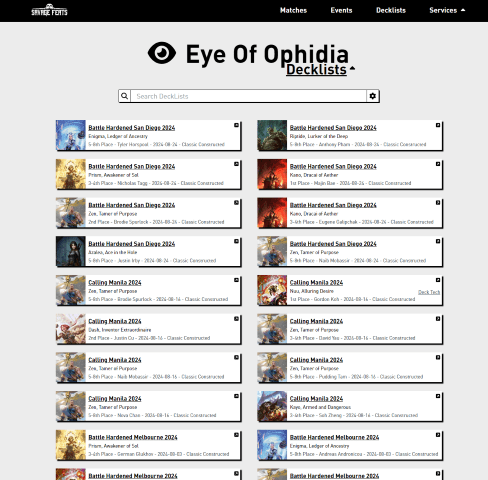 SAVAGE FEATS
Matches
Events
Decklists
Services
Eye Of Ophidia
Decklists
Search DeckLists
Battle Hardened San Diego 2024
Enigma, Ledger of Ancestry
5-8th Place - Tyler Horspool - 2024-08-24 - Classic Constructed
Battle Hardened San Diego 2024
Riptide, Lurker of the Deep
5-8th Place - Anthony Pham - 2024-08-24 - Classic Constructed
Battle Hardened San Diego 2024
Prism, Awakener of Sol
3-4th Place - Nicholas Tagg - 2024-08-24 - Classic Constructed
Battle Hardened San Diego 2024
Kano, Dracai of Aether
1st Place - Majin Bae - 2024-08-24 - Classic Constructed
Battle Hardened San Diego 2024
Zen, Tamer of Purpose
2nd Place - Brodie Spurlock - 2024-08-24 - Classic Constructed
Battle Hardened San Diego 2024
Kano, Dracai of Aether
3-4th Place - Eugene Gabgchak - 2024-08-24 - Classic Constructed
Battle Hardened San Diego 2024
Azalea, Ace in the Hole
5-8th Place - Justin Irby - 2024-08-24 - Classic Constructed
Battle Hardened San Diego 2024
Zen, Tamer of Purpose
5-8th Place - Naib Mobassir - 2024-08-24 - Classic Constructed
Calling Manila 2024
Zen, Tamer of Purpose
5-8th Place - Brodie Spurlock - 2024-08-16 - Classic Constructed
Calling Manila 2024
Nuu, Alluring Desire
1st Place - Gordon Koh - 2024-08-16 - Classic Constructed
Deck Tech
Calling Manila 2024
Dash, Inventor Extraordinaire
2nd Place - Justin Cu - 2024-08-16 - Classic Constructed
Calling Manila 2024
Zen, Tamer of Purpose
3-4th Place - David Yao - 2024-08-16 - Classic Constructed
Calling Manila 2024
Zen, Tamer of Purpose
5-8th Place - Naib Mobassir - 2024-08-16 - Classic Constructed
Calling Manila 2024
Zen, Tamer of Purpose
5-8th Place - Pudding Tam - 2024-08-16 - Classic Constructed
Calling Manila 2024
Zen, Tamer of Purpose
5-8th Place - Nova Chan - 2024-08-16 - Classic Constructed
Calling Manila 2024
Kayo, Armed and Dangerous
3-4th Place - Seb Zheng - 2024-08-16 - Classic Constructed
Battle Hardened Melbourne 2024
Prism, Awakener of Sol
3-4th Place - German Glukhov - 2024-08-03 - Classic Constructed
Battle Hardened Melbourne 2024
Enigma, Ledger of Ancestry
5-8th Place - Andreas Androncou - 2024-08-03 - Classic Constructed
Battle Hardened Melbourne 2024
Battle Hardened Melbourne 2024